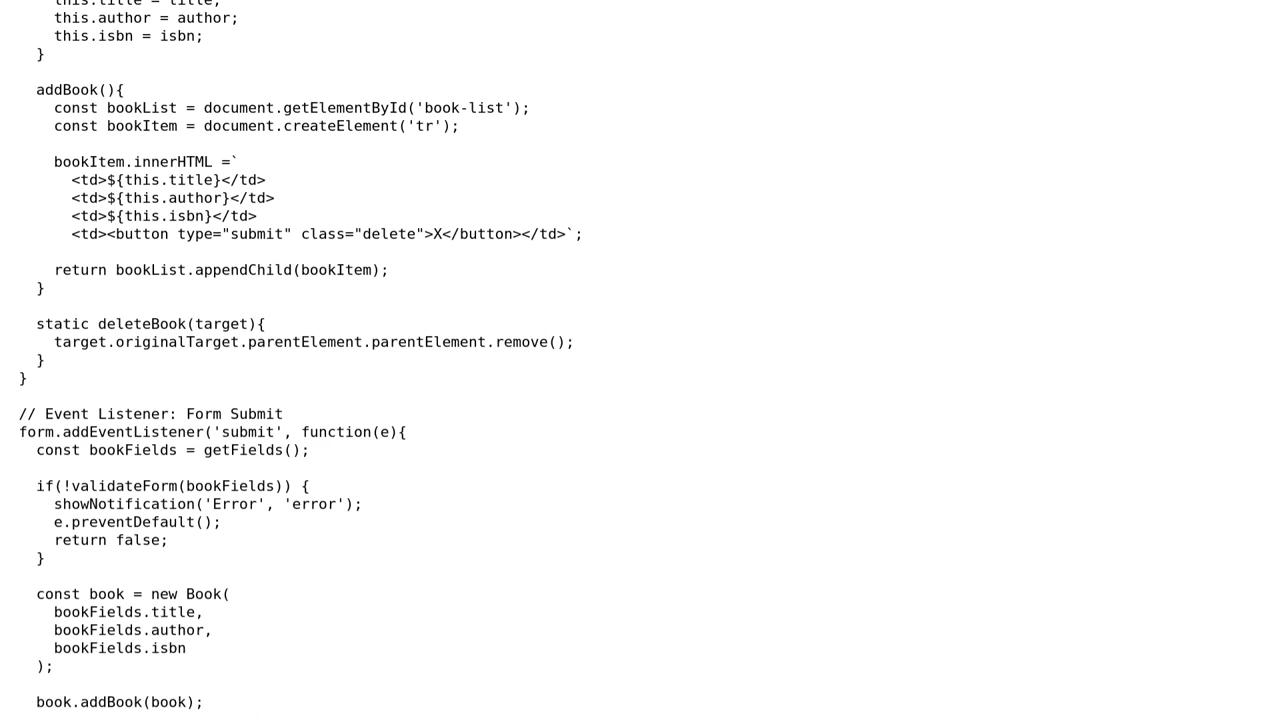 this.title = title;
this.author = author;
this.isbn = isbn;
}
addBook(){
const bookList = document.getElementById('book-list');
const bookItem = document.createElement('tr');
bookItem.innerHTML =`
<td>${this.title}</td>
<td>${this.author}</td>
<td>${this.isbn}</td>
<td><button type="submit" class="delete">X</button></td>`;
return bookList.appendChild(bookItem);
}
static deleteBook(target){
target.originalTarget.parentElement.parentElement.remove();
}
}
// Event Listener: Form Submit
form.addEventListener('submit', function(e){
const bookFields = getFields();
if(!validateForm(bookFields)) {
showNotification('Error', 'error');
e.preventDefault();
return false;
}
const book = new Book(
bookFields.title,
bookFields.author,
bookFields.isbn
);
book.addBook(book);